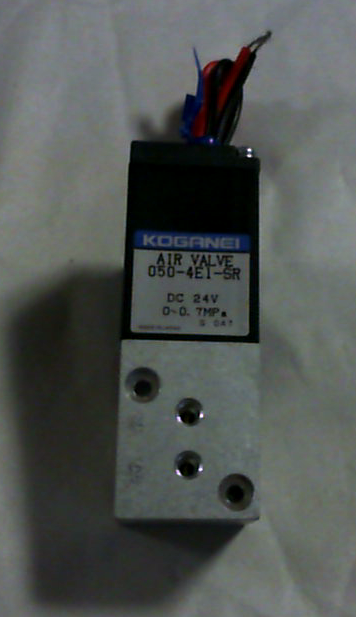 KOGANEI
AIR VALVE
050-4E1-SR
DC 24V
0~0.7MPa